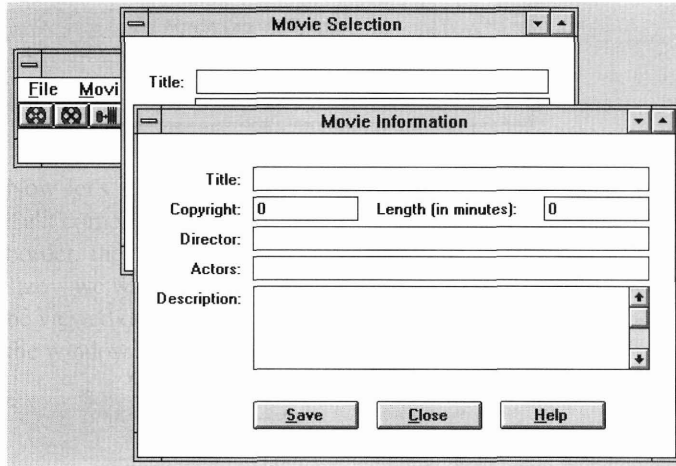 Movie Selection
Title:
File Movi
Movie Information
Title:
Copyright: 0 Length (in minutes): 0
Director:
Actors:
Description:
Save Close Help